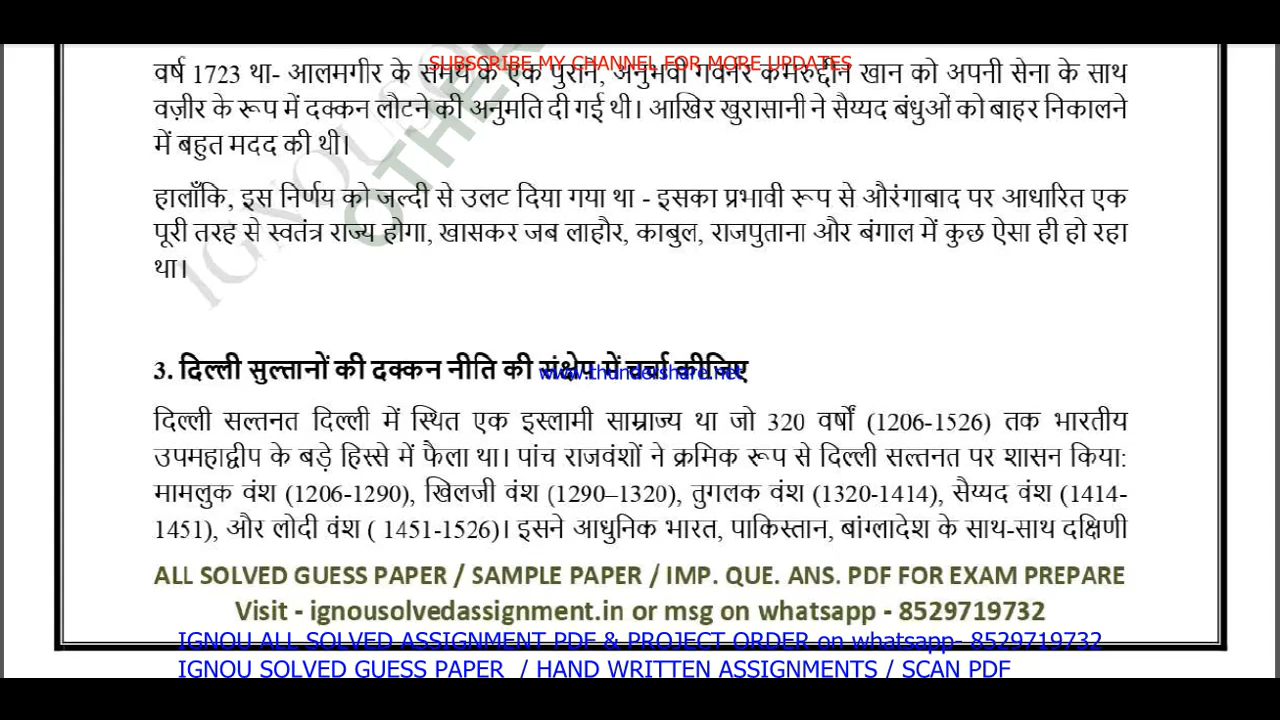 SUBSCRIBE MY CHANNEL FOR MORE UPDATES
वर्ष 1723 था- आलमगीर के समय के एक पुराने, अनुभवी गवर्नर कमरुद्दीन खान को अपनी सेना के साथ
वज़ीर के रूप में दक्कन लौटने की अनुमति दी गई थी। आखिर खुरासानी ने सैय्यद बंधुओं को बाहर निकालने
में बहुत मदद की थी।
हालाँकि, इस निर्णय को जल्दी से उलट दिया गया था - इसका प्रभावी रूप से औरंगाबाद पर आधारित एक
पूरी तरह से स्वतंत्र राज्य होगा, खासकर जब लाहौर, काबुल, राजपुताना और बंगाल में कुछ ऐसा ही हो रहा
था।
3. दिल्ली सुल्तानों की दक्कन नीति की संक्षेप में चर्चा कीजिए
www.thundershare.net
दिल्ली सल्तनत दिल्ली में स्थित एक इस्लामी साम्राज्य था जो 320 वर्षों (1206-1526) तक भारतीय
उपमहाद्वीप के बड़े हिस्से में फैला था। पांच राजवंशों ने क्रमिक रूप से दिल्ली सल्तनत पर शासन किया:
मामलुक वंश (1206-1290), खिलजी वंश (1290–1320), तुगलक वंश (1320-1414), सैय्यद वंश (1414-
1451), और लोदी वंश ( 1451-1526)। इसने आधुनिक भारत, पाकिस्तान, बांग्लादेश के साथ-साथ दक्षिणी
ALL SOLVED GUESS PAPER / SAMPLE PAPER / IMP. QUE. ANS. PDF FOR EXAM PREPARE
Visit - ignousolvedassignment.in or msg on whatsapp - 8529719732
IGNOU ALL SOLVED ASSIGNMENT PDF & PROJECT ORDER on whatsapp- 8529719732
IGNOU SOLVED GUESS PAPER / HAND WRITTEN ASSIGNMENTS / SCAN PDF